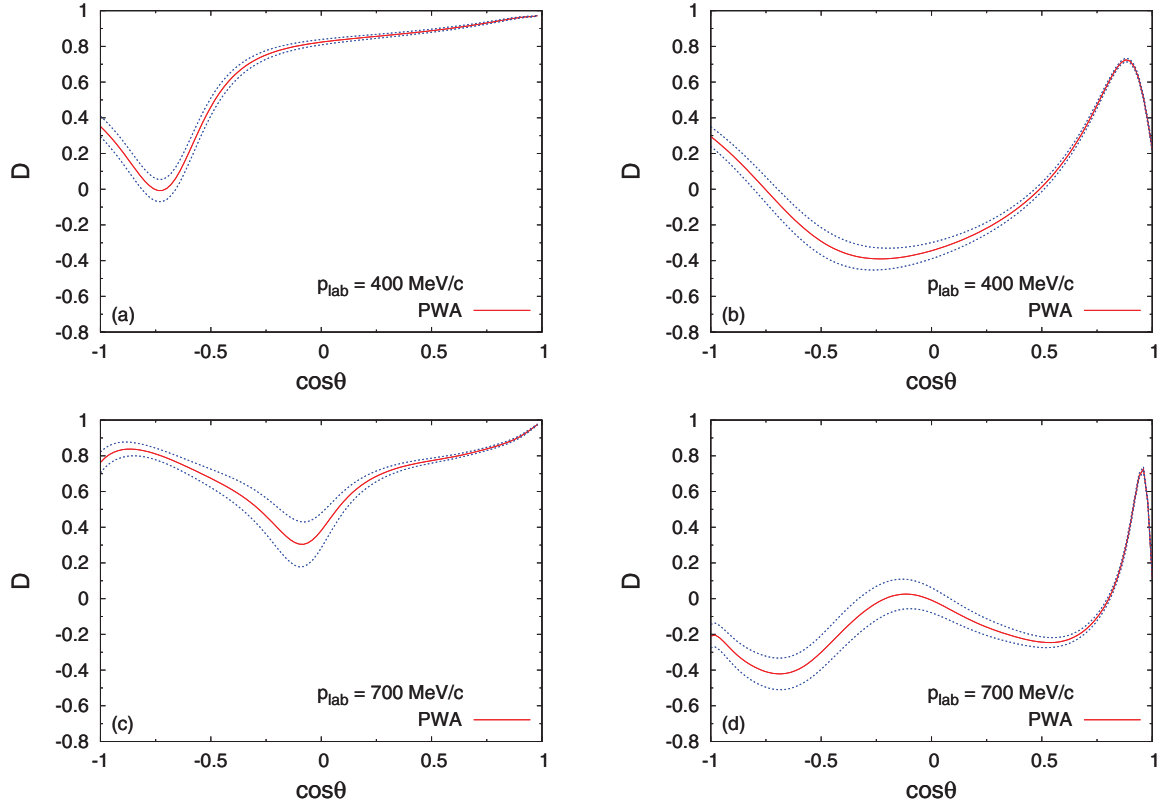 1
0.8
0.6
0.4
0.2
0
-0.2
-0.4
-0.6
-0.8
D
p_lab = 400 MeV/c
(a) PWA
-1 -0.5 0 0.5 1
cosθ
1
0.8
0.6
0.4
0.2
0
-0.2
-0.4
-0.6
-0.8
D
p_lab = 400 MeV/c
(b) PWA
-1 -0.5 0 0.5 1
cosθ
1
0.8
0.6
0.4
0.2
0
-0.2
-0.4
-0.6
-0.8
D
p_lab = 700 MeV/c
(c) PWA
-1 -0.5 0 0.5 1
cosθ
1
0.8
0.6
0.4
0.2
0
-0.2
-0.4
-0.6
-0.8
D
p_lab = 700 MeV/c
(d) PWA
-1 -0.5 0 0.5 1
cosθ